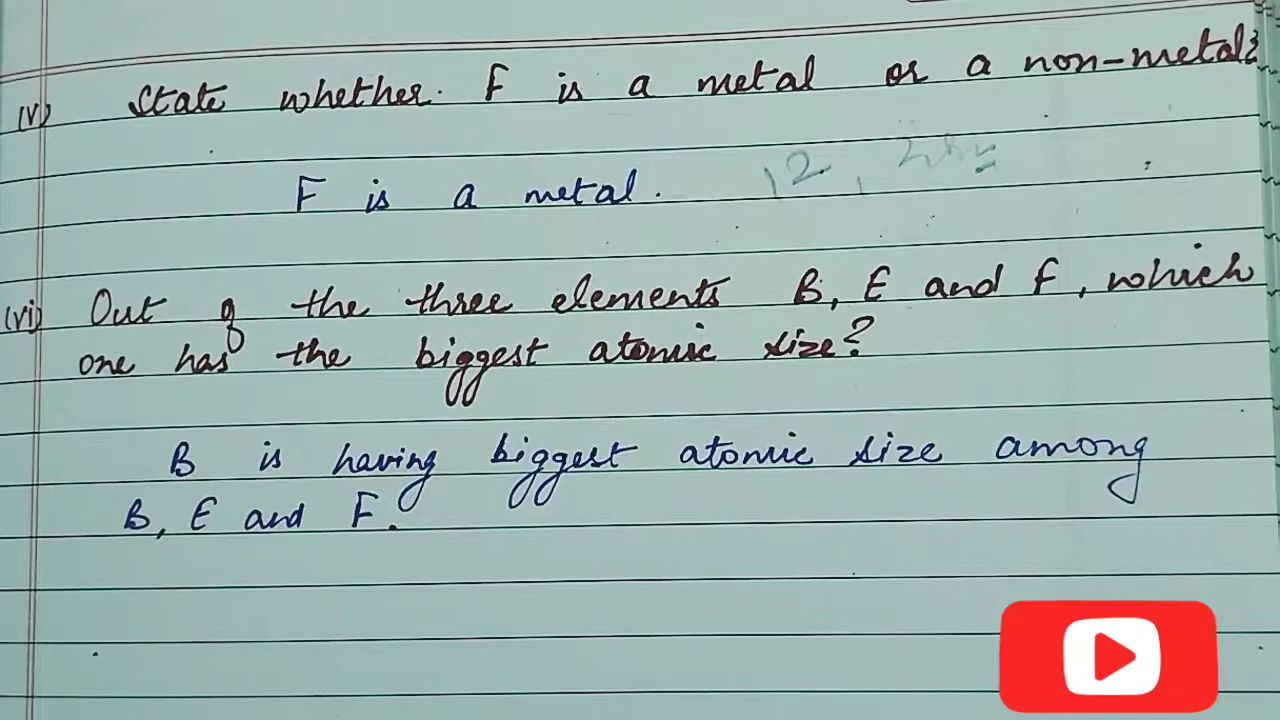 (v) State whether. F is a metal or a non-metal?
12,
F is a metal.
(vi) Out of the three elements B, E and F, which
one has the biggest atomic size?
B is having biggest atomic size among
B, E and F.